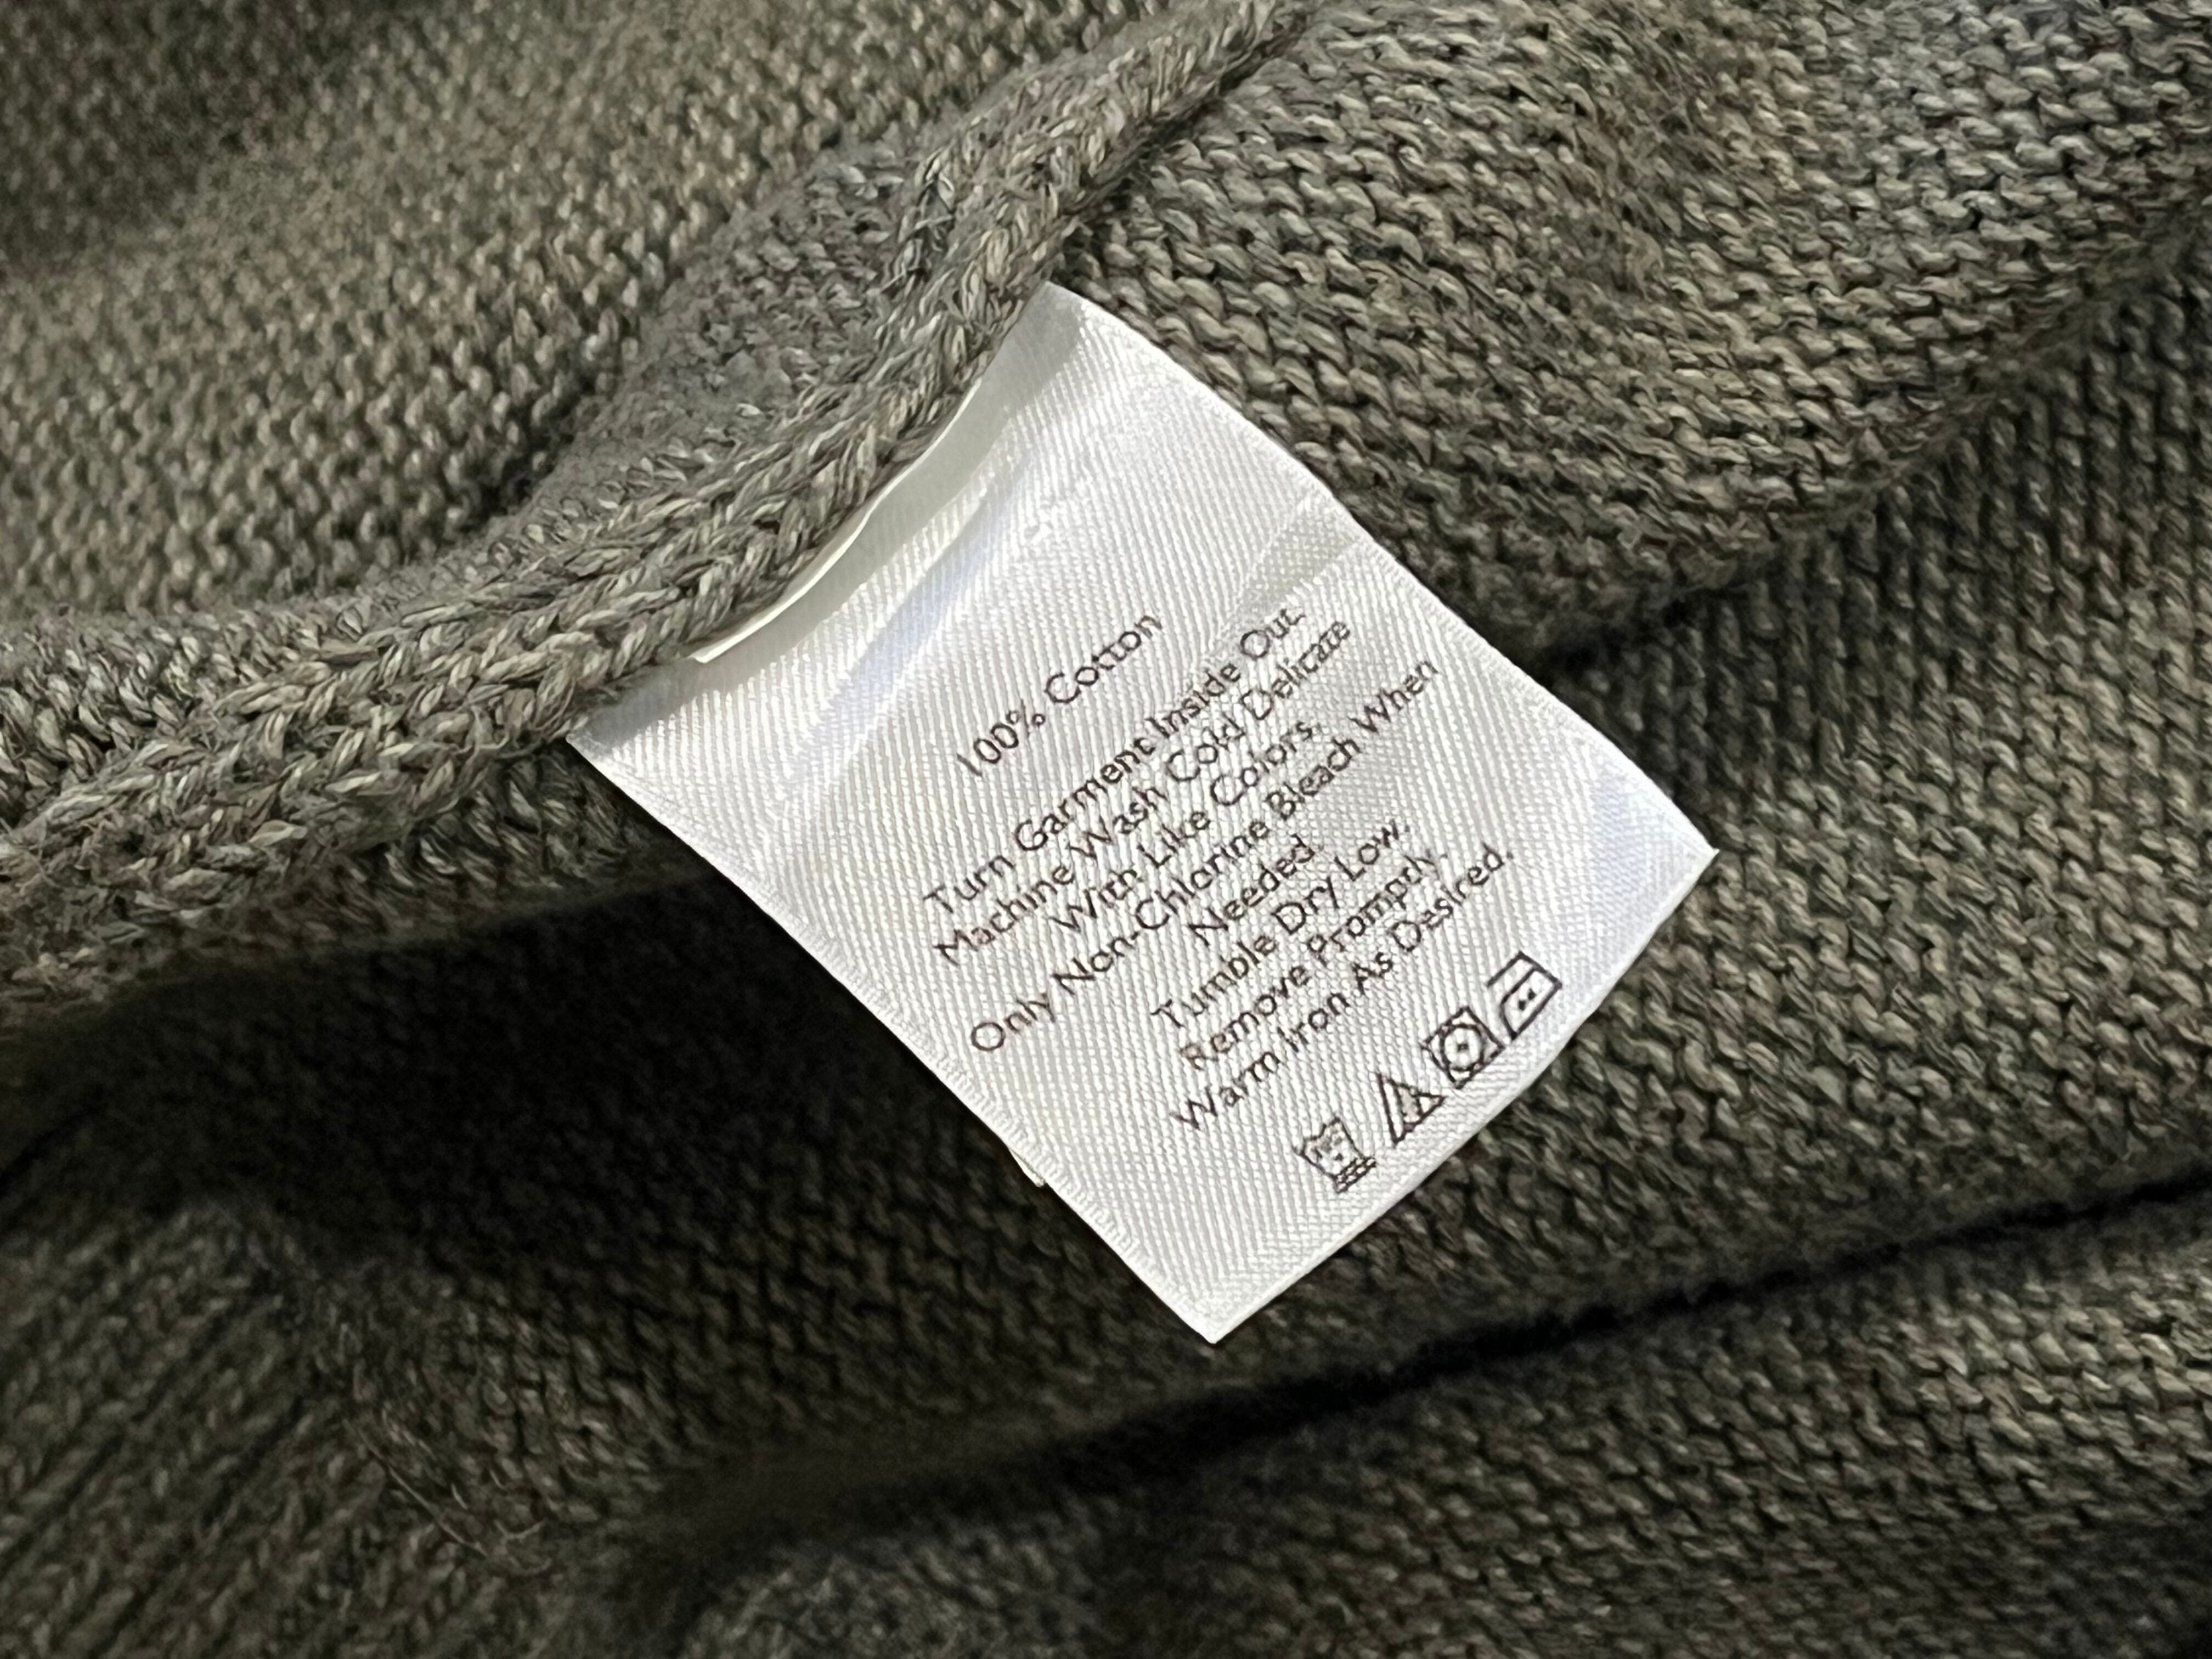 100% Cotton
Turn Garment Inside Out.
Machine Wash Cold Delicate
With Like Colors.
Only Non-Chlorine Bleach When
Needed.
Tumble Dry Low.
Remove Promptly.
Warm Iron As Desired.